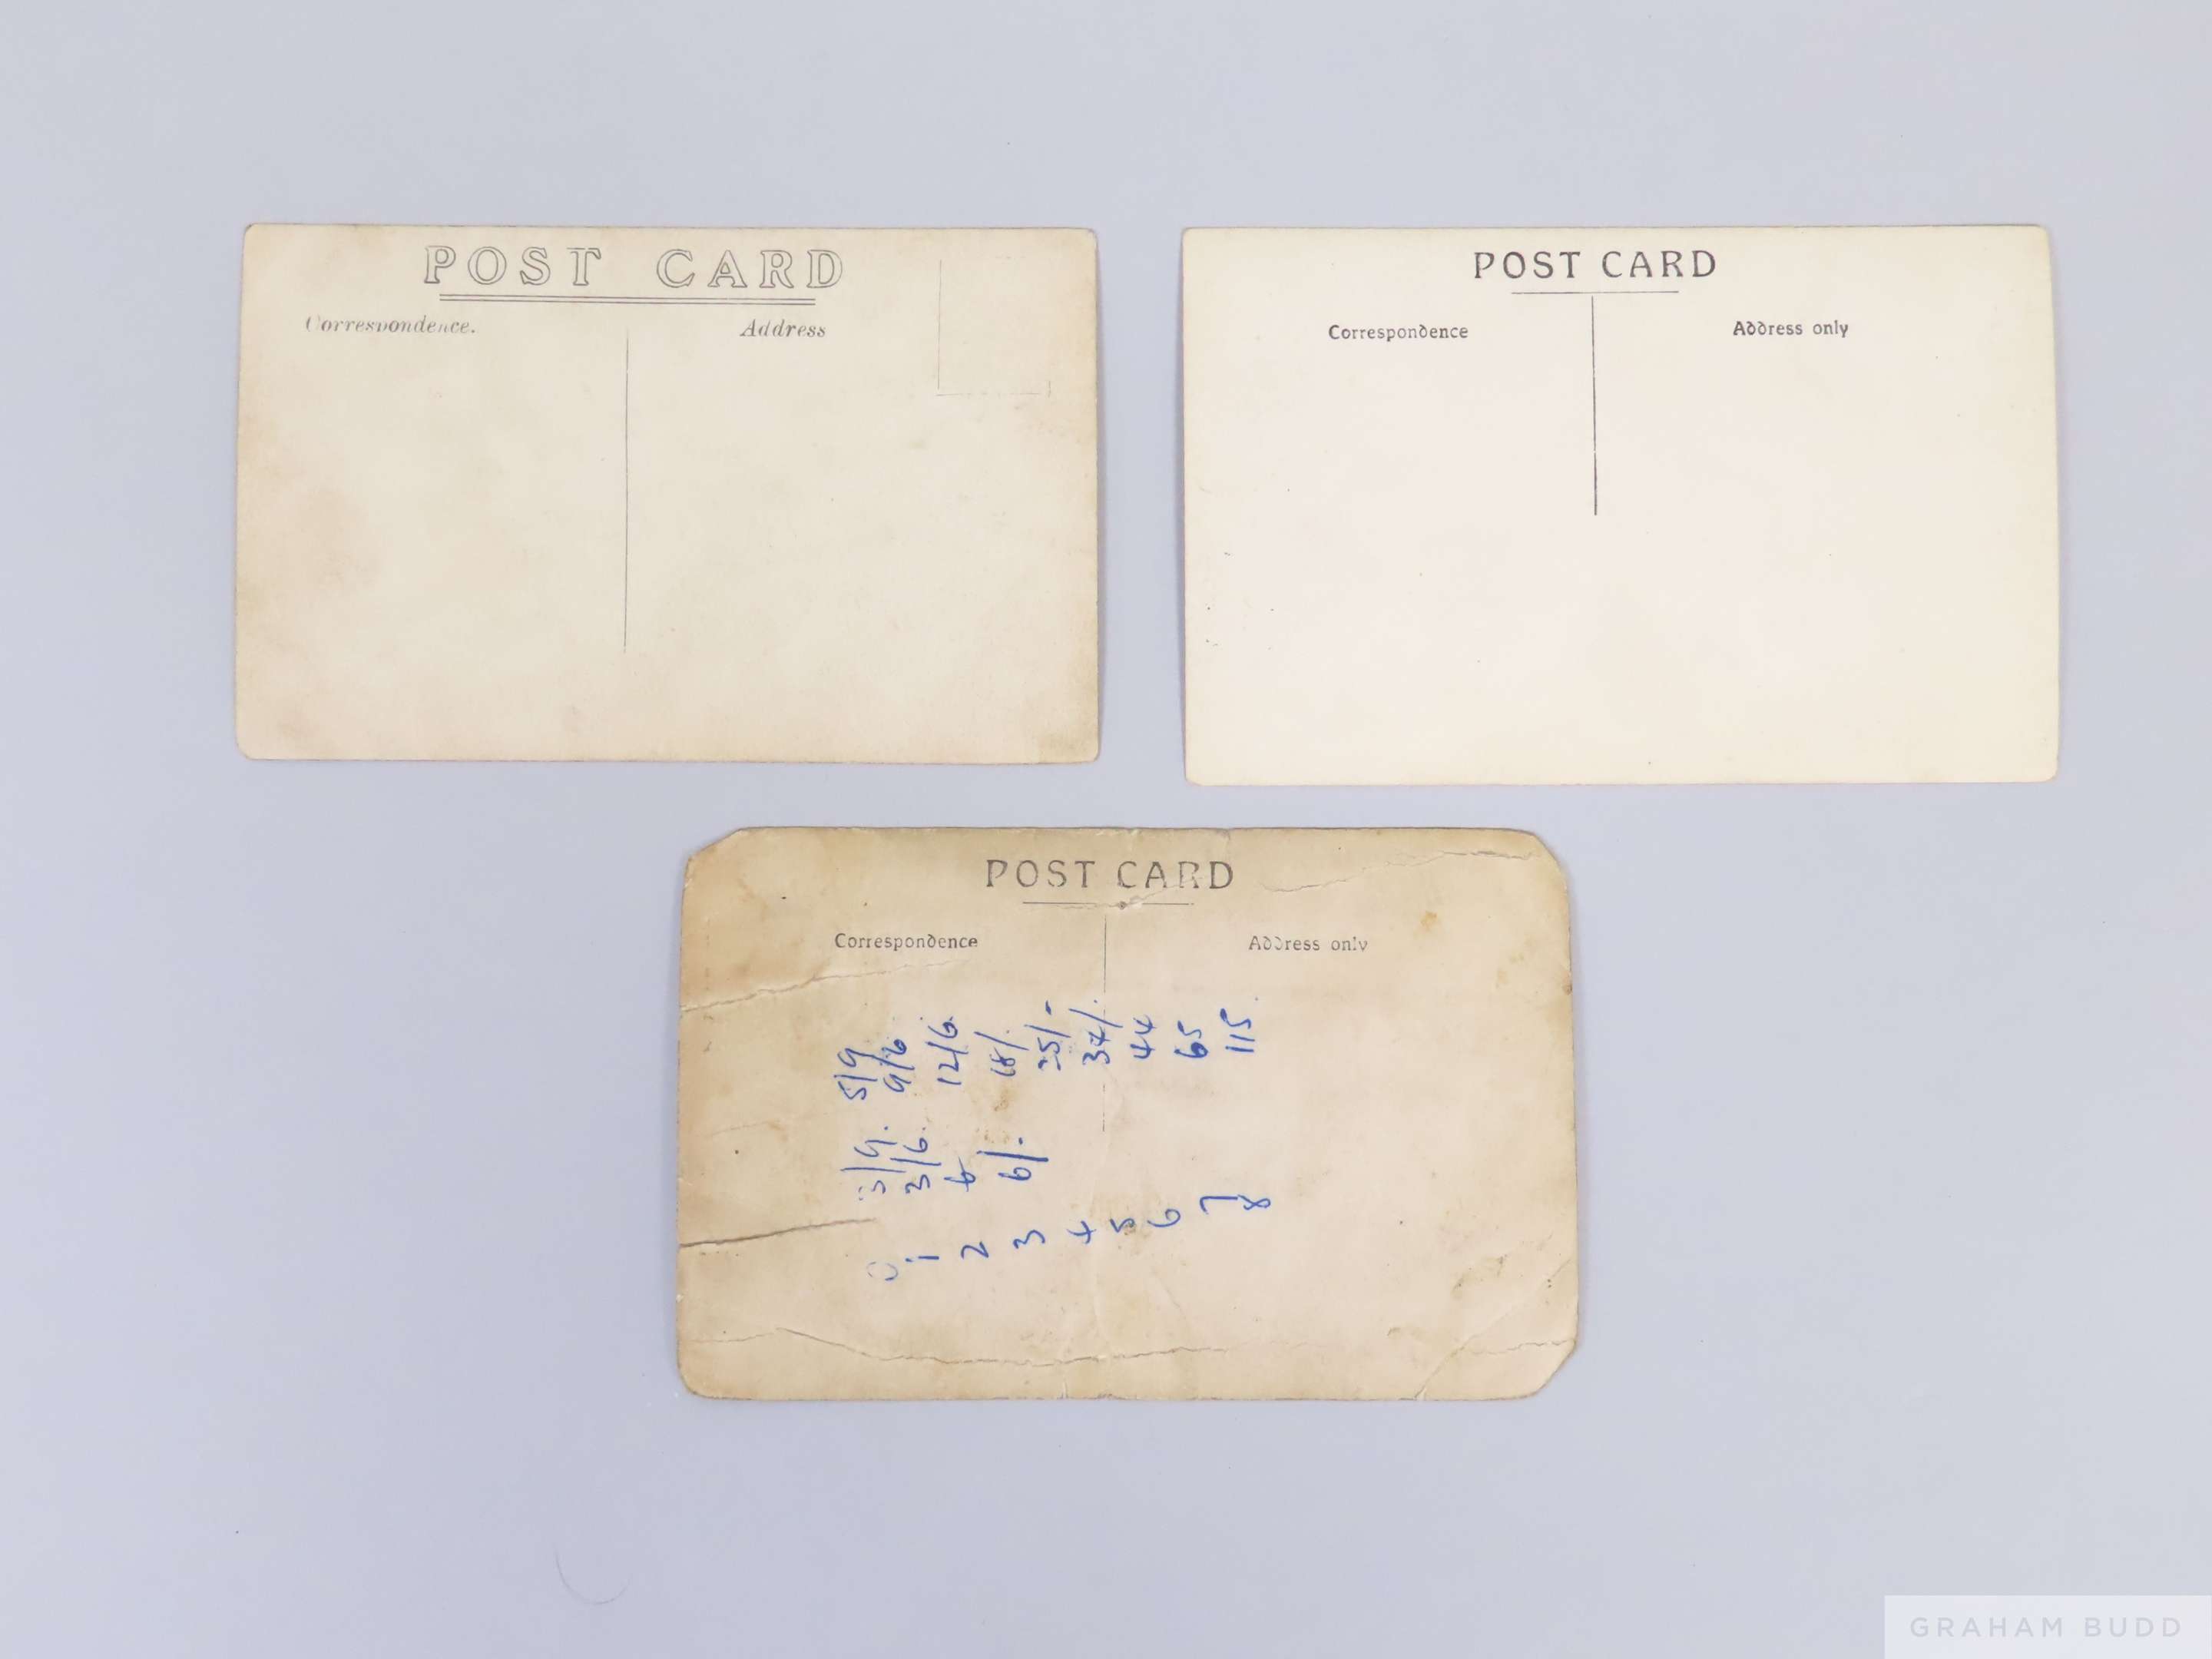 POST CARD
Correspondence.
Address
POST CARD
Correspondence
Address only
POST CARD
Correspondence
Address only
0 3/9. 5/9
1 3/6. 9/6
2 6 12/6.
3 6/. 18/.
4 25/-
5 34/.
6 44
7 65
8 115
GRAHAM BUDD